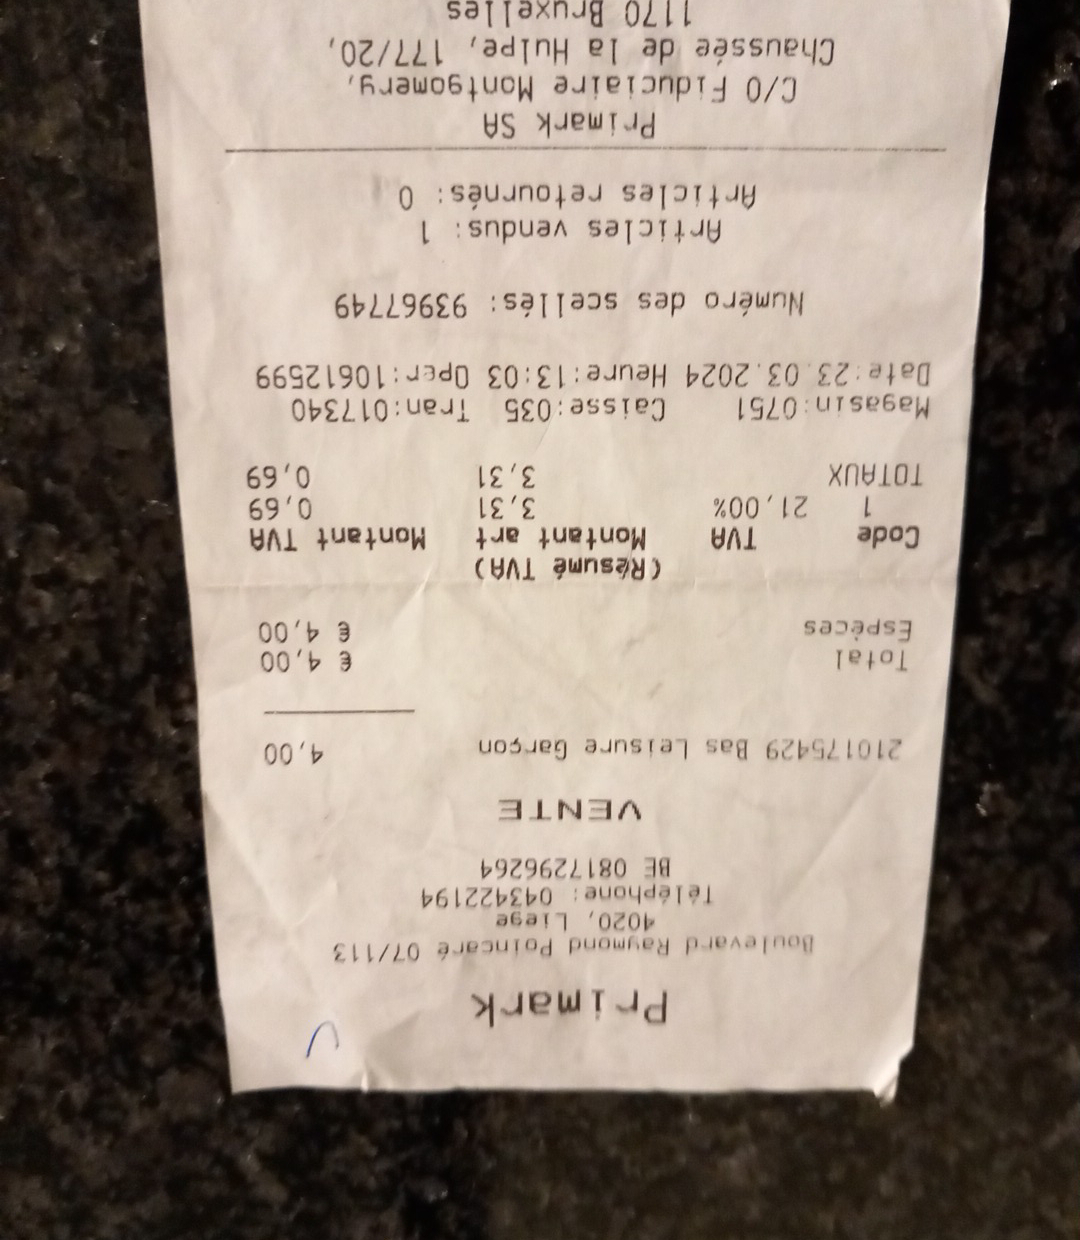 Primark
Boulevard Raymond Poincaré 07/113
4020, Liege
Téléphone: 043422194
BE 0817296264
VENTE
210175429 Bas Leisure Garçon 4,00
Total € 4,00
Espèces € 4,00
(Résumé TVA)
Code TVA Montant art Montant TVA
1 21,00% 3,31 0,69
TOTAUX 3,31 0,69
Magasin:0751 Caisse:035 Tran:017340
Date:23.03.2024 Heure:13:03 Oper:10612599
Numéro des scellés: 93967749
Articles vendus: 1
Articles retournés: 0
Primark SA
C/O Fiduciaire Montgomery,
Chaussée de la Hulpe, 177/20,
1170 Bruxelles